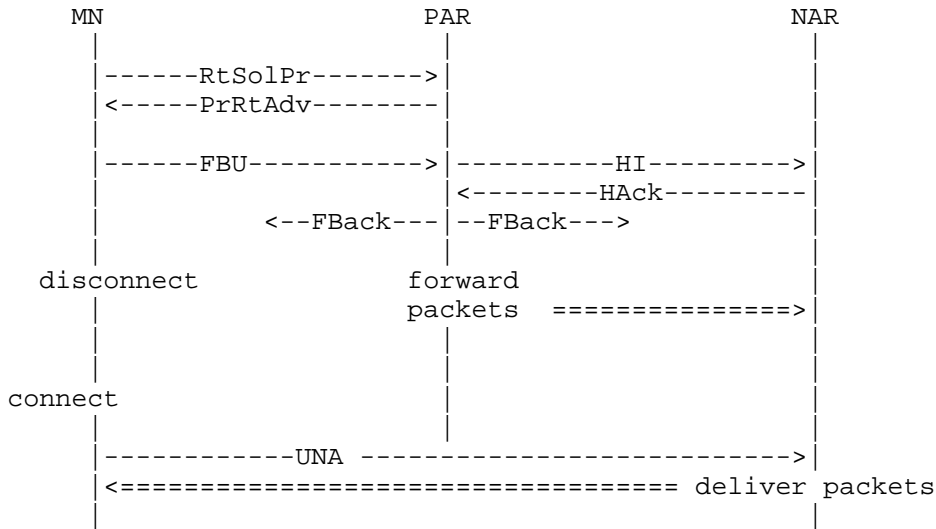 MN PAR NAR
RtSolPr
PrRtAdv
FBU HI
HAck
FBack FBack
disconnect forward
packets
connect
UNA
deliver packets